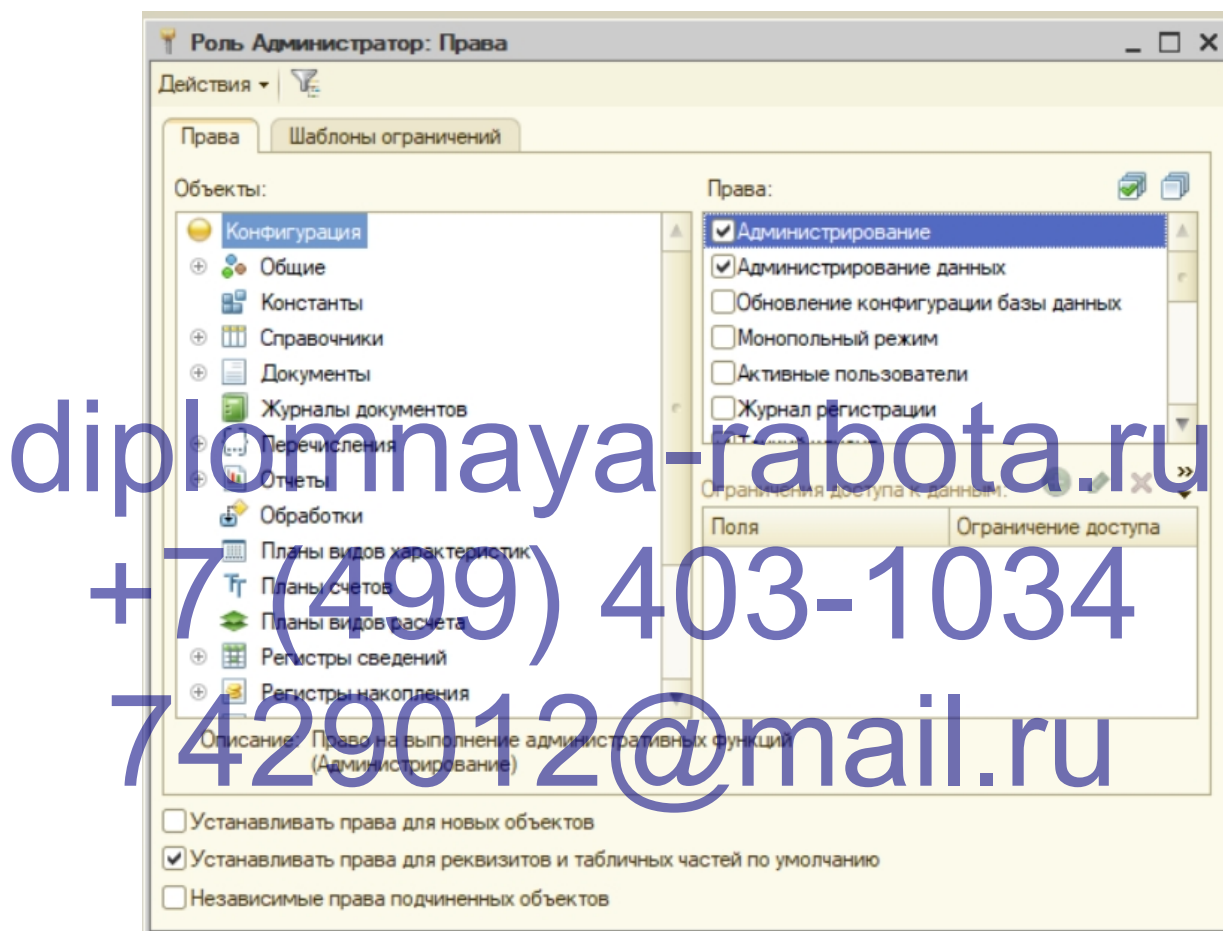 Роль Администратор: Права
Действия
Права
Шаблоны ограничений
Объекты:
Конфигурация
Общие
Константы
Справочники
Документы
Журналы документов
Перечисления
Отчеты
Обработки
Планы видов характеристик
Планы счетов
Планы видов расчета
Регистры сведений
Регистры накопления
Права:
Администрирование
Администрирование данных
Обновление конфигурации базы данных
Монопольный режим
Активные пользователи
Журнал регистрации
Ограничения доступа к данным:
Поля
Ограничение доступа
Описание: Право на выполнение административных функций
(Администрирование)
Устанавливать права для новых объектов
Устанавливать права для реквизитов и табличных частей по умолчанию
Независимые права подчиненных объектов
diplomnaya-rabota.ru
+7 (499) 403-1034
7429012@mail.ru